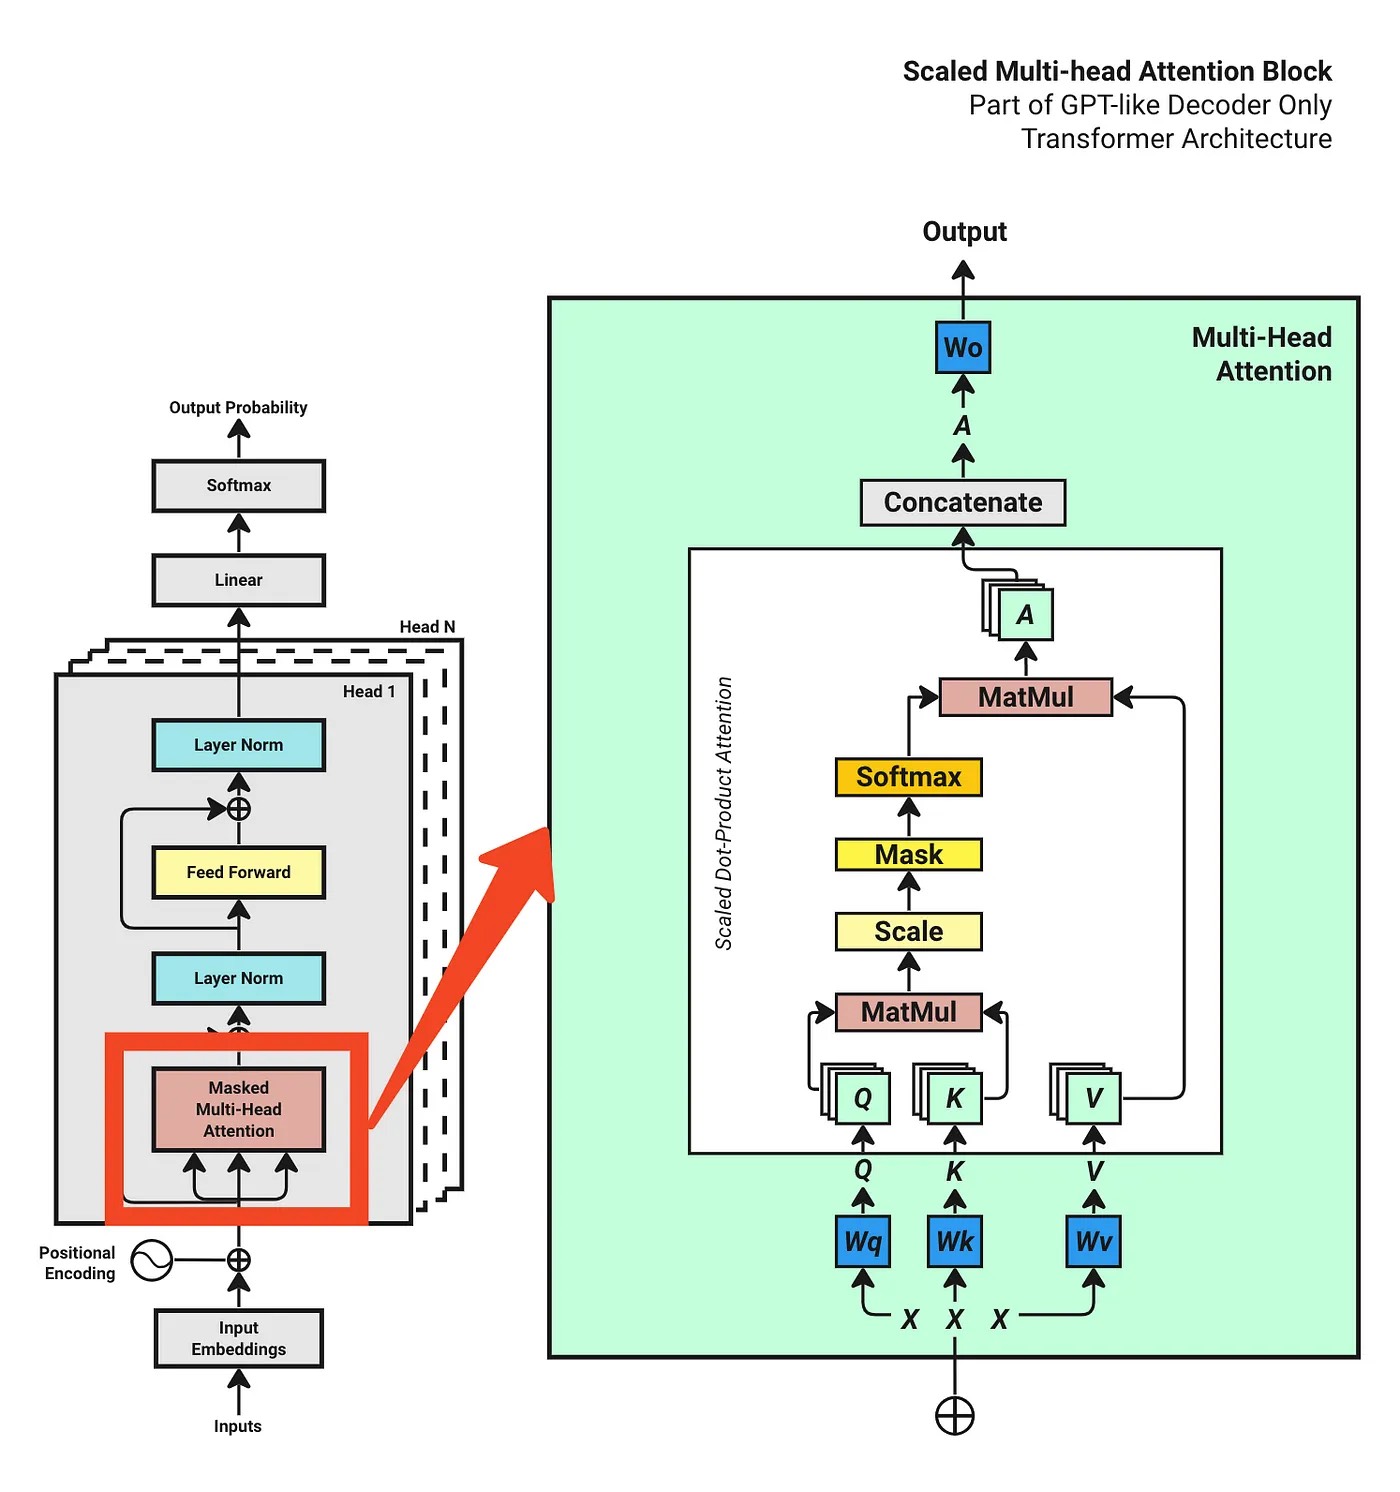 Scaled Multi-head Attention Block
Part of GPT-like Decoder Only
Transformer Architecture
Output Probability
Softmax
Linear
Head N
Head 1
Layer Norm
Feed Forward
Layer Norm
Masked
Multi-Head
Attention
Positional
Encoding
Input
Embeddings
Inputs
Output
Multi-Head
Attention
Wo
A
Concatenate
Scaled Dot-Product Attention
A
MatMul
Softmax
Mask
Scale
MatMul
Q K V
Q K V
Wq Wk Wv
X X X